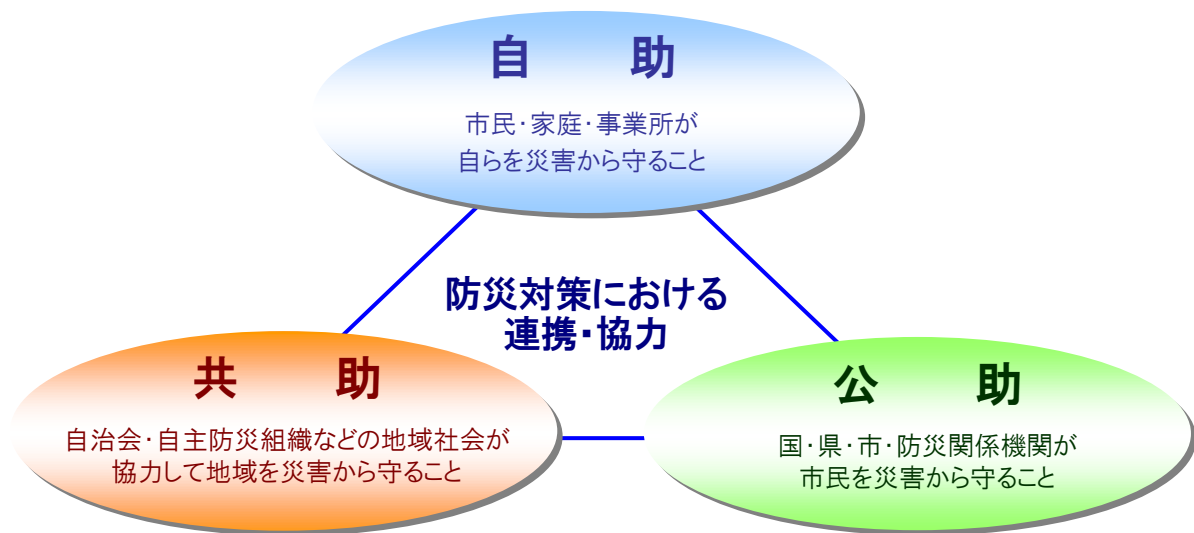 自　助
市民・家庭・事業所が
自らを災害から守ること
防災対策における
連携・協力
共　助
自治会・自主防災組織などの地域社会が
協力して地域を災害から守ること
公　助
国・県・市・防災関係機関が
市民を災害から守ること